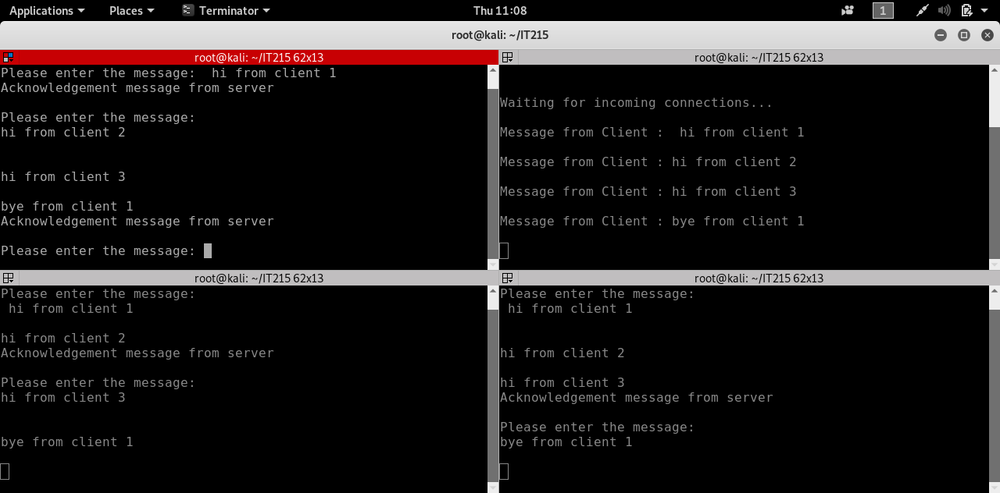 Applications Places Terminator Thu 11:08 1
root@kali: ~/IT215
root@kali: ~/IT215 62x13
Please enter the message:  hi from client 1
Acknowledgement message from server
Please enter the message:
hi from client 2
hi from client 3
bye from client 1
Acknowledgement message from server
Please enter the message:
root@kali: ~/IT215 62x13
Waiting for incoming connections...
Message from Client :  hi from client 1
Message from Client : hi from client 2
Message from Client : hi from client 3
Message from Client : bye from client 1
root@kali: ~/IT215 62x13
Please enter the message:
 hi from client 1
hi from client 2
Acknowledgement message from server
Please enter the message:
hi from client 3
bye from client 1
root@kali: ~/IT215 62x13
Please enter the message:
 hi from client 1
hi from client 2
hi from client 3
Acknowledgement message from server
Please enter the message:
bye from client 1